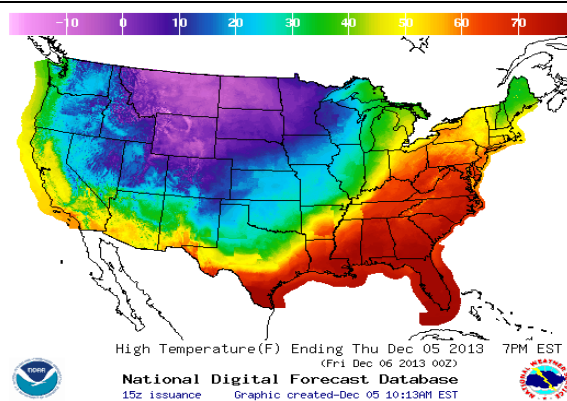 -10 0 10 20 30 40 50 60 70
High Temperature(F) Ending Thu Dec 05 2013 7PM EST
(Fri Dec 06 2013 00Z)
National Digital Forecast Database
15z issuance Graphic created-Dec 05 10:13AM EST
NOAA